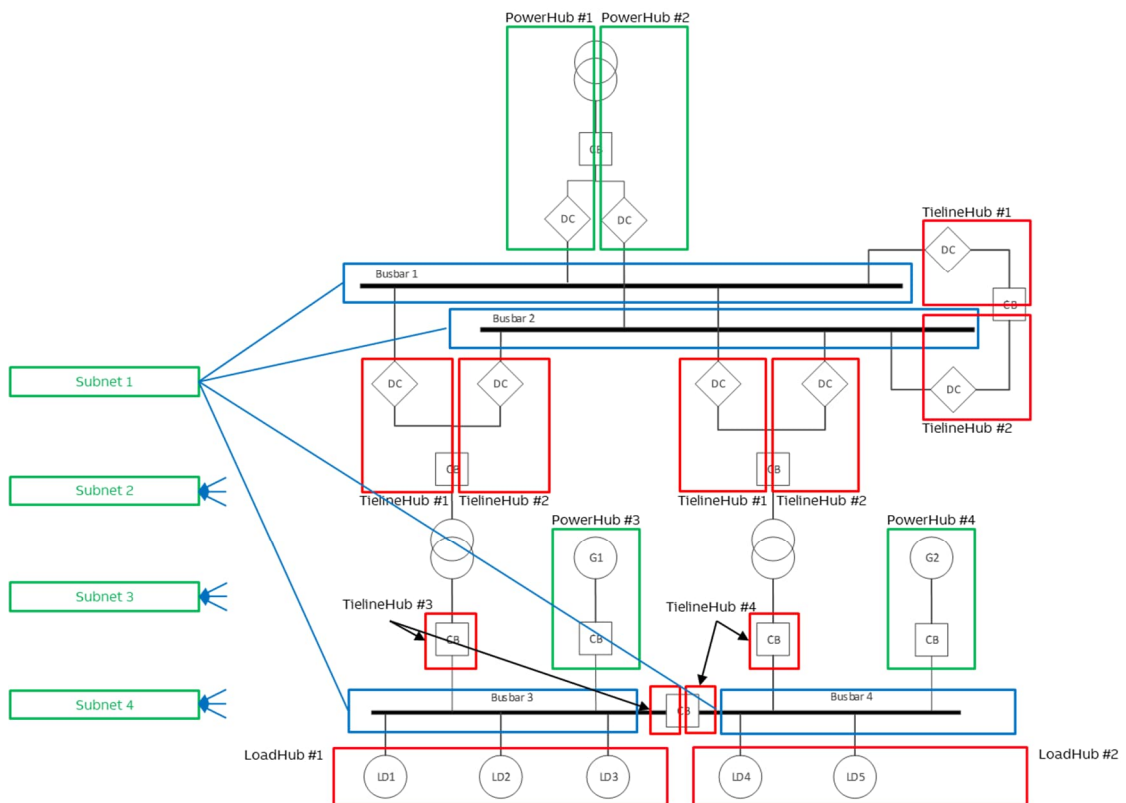 PowerHub #1 PowerHub #2
CB
DC DC
TielineHub #1
DC
Busbar 1
CB
Busbar 2
Subnet 1
DC DC DC DC DC
TielineHub #2
CB CB
Subnet 2
TielineHub #1 TielineHub #2 TielineHub #1 TielineHub #2
PowerHub #3 PowerHub #4
G1 G2
Subnet 3
TielineHub #3 TielineHub #4
CB CB CB CB
Subnet 4
Busbar 3 Busbar 4
CB
LoadHub #1 LoadHub #2
LD1 LD2 LD3 LD4 LD5